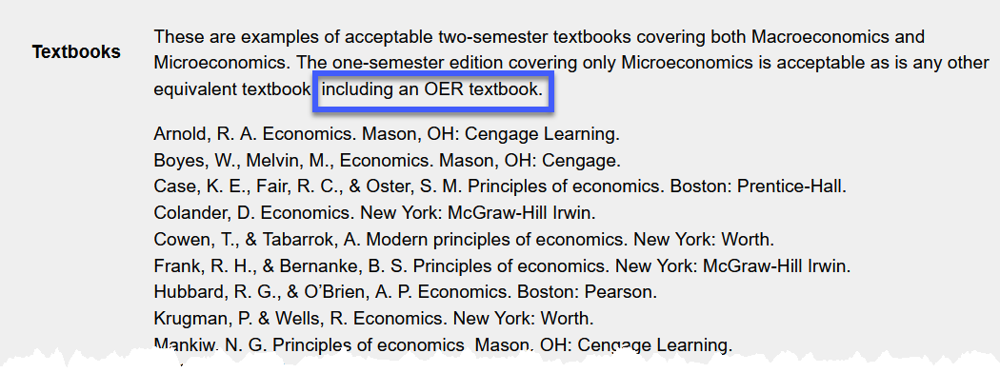 Textbooks
These are examples of acceptable two-semester textbooks covering both Macroeconomics and
Microeconomics. The one-semester edition covering only Microeconomics is acceptable as is any other
equivalent textbook including an OER textbook.
Arnold, R. A. Economics. Mason, OH: Cengage Learning.
Boyes, W., Melvin, M., Economics. Mason, OH: Cengage.
Case, K. E., Fair, R. C., & Oster, S. M. Principles of economics. Boston: Prentice-Hall.
Colander, D. Economics. New York: McGraw-Hill Irwin.
Cowen, T., & Tabarrok, A. Modern principles of economics. New York: Worth.
Frank, R. H., & Bernanke, B. S. Principles of economics. New York: McGraw-Hill Irwin.
Hubbard, R. G., & O’Brien, A. P. Economics. Boston: Pearson.
Krugman, P. & Wells, R. Economics. New York: Worth.
Mankiw, N. G. Principles of economics Mason, OH: Cengage Learning.